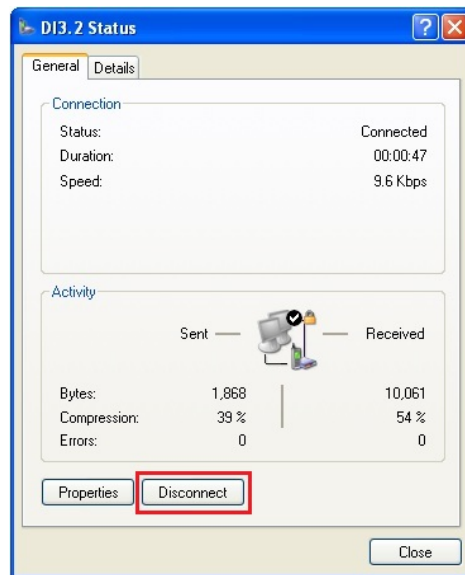 DI3.2 Status
General Details
Connection
Status: Connected
Duration: 00:00:47
Speed: 9.6 Kbps
Activity
Sent Received
Bytes: 1,868 10,061
Compression: 39 % 54 %
Errors: 0 0
Properties Disconnect
Close